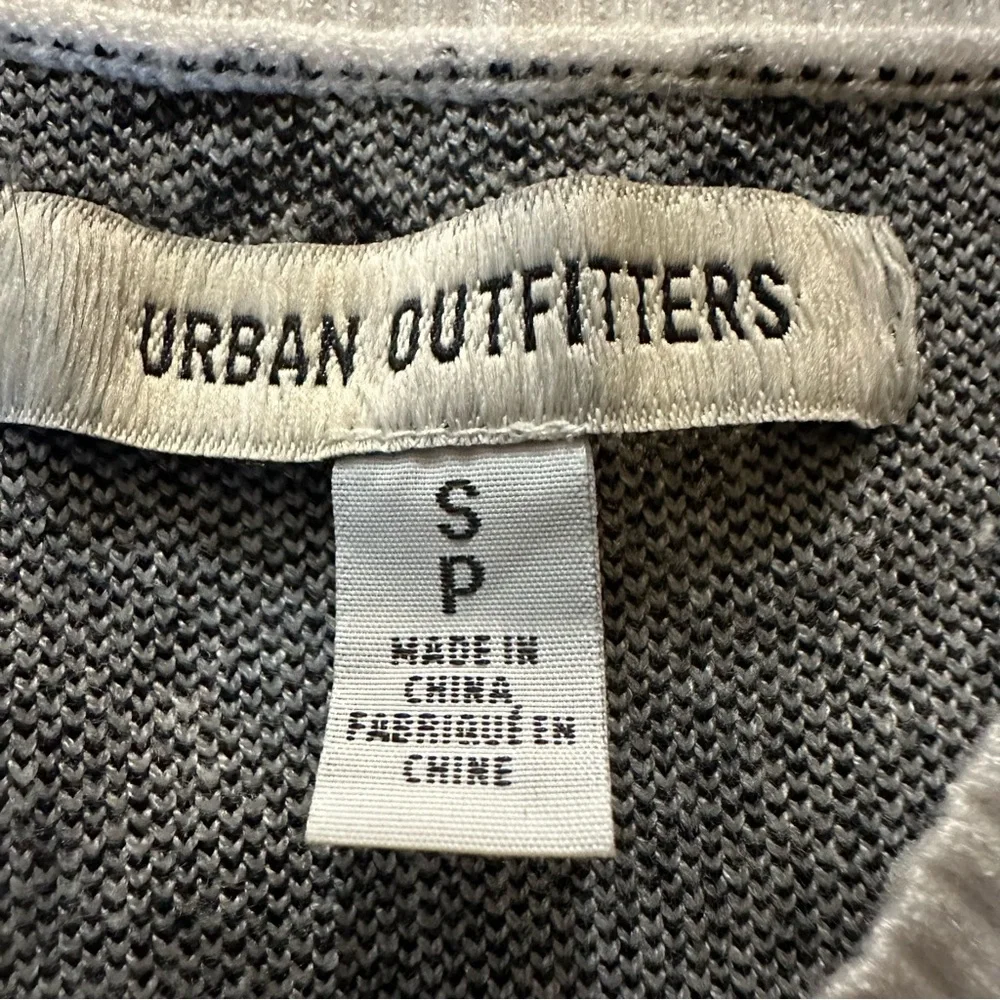 URBAN OUTFITTERS
S
P
MADE IN
CHINA
FABRIQUÉ EN
CHINE